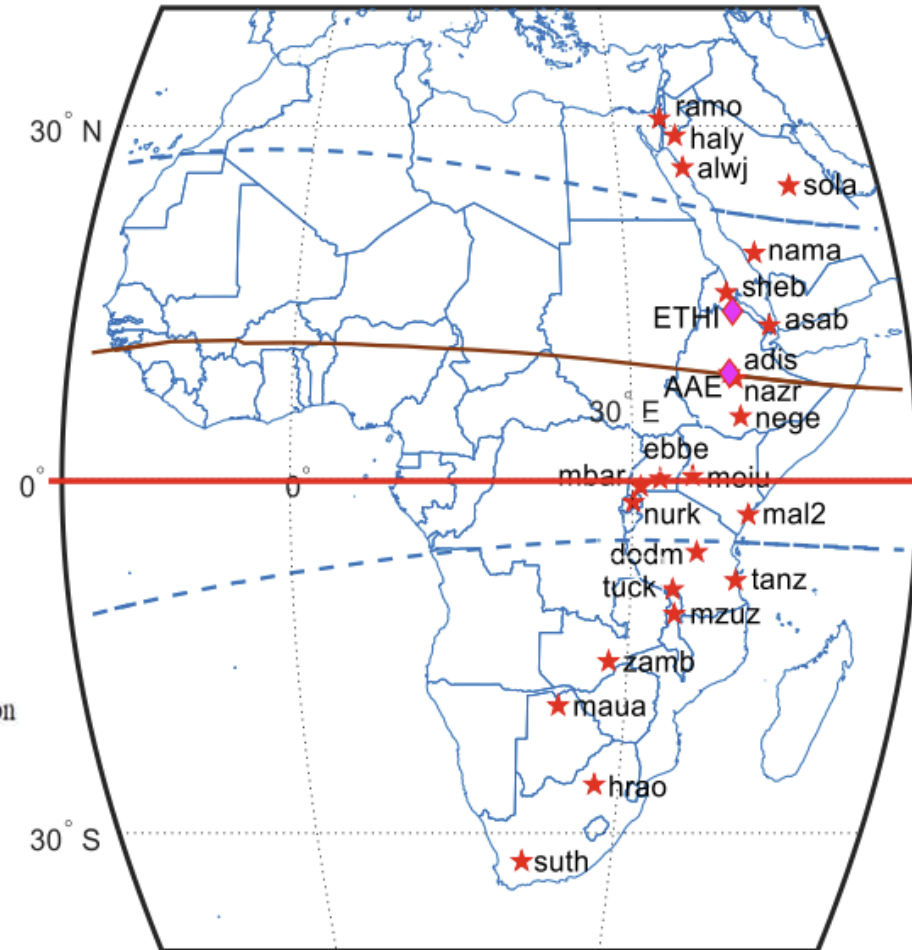 ramo
30° N
haly
alwj
sola
nama
sheb
ETHI
asab
adis
AAE
nazr
30° E
nege
ebbe
mbar
moiu
0°
0°
nurk
mal2
dodm
tuck
tanz
mzuz
zamb
on
maua
hrao
30° S
suth